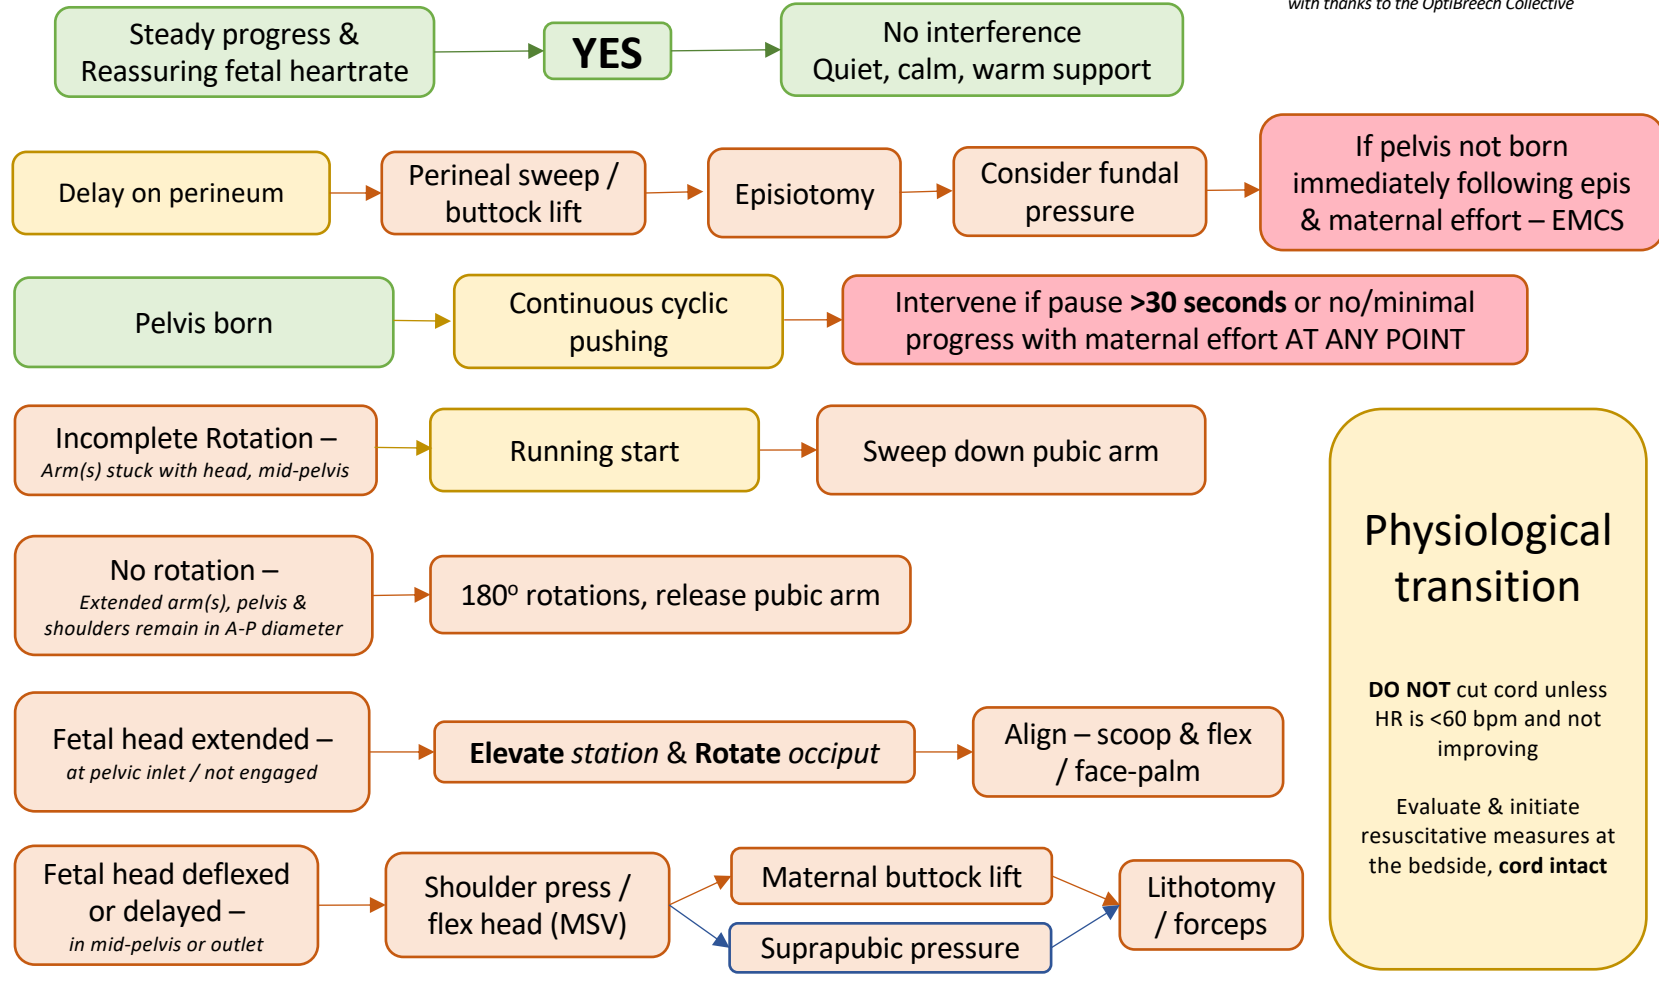 with thanks to the OptiBreech Collective
Steady progress &
Reassuring fetal heartrate
YES
No interference
Quiet, calm, warm support
Delay on perineum
Perineal sweep /
buttock lift
Episiotomy
Consider fundal
pressure
If pelvis not born
immediately following epis
& maternal effort – EMCS
Pelvis born
Continuous cyclic
pushing
Intervene if pause >30 seconds or no/minimal
progress with maternal effort AT ANY POINT
Incomplete Rotation –
Arm(s) stuck with head, mid-pelvis
Running start
Sweep down pubic arm
No rotation –
Extended arm(s), pelvis &
shoulders remain in A-P diameter
180º rotations, release pubic arm
Fetal head extended –
at pelvic inlet / not engaged
Elevate station & Rotate occiput
Align – scoop & flex
/ face-palm
Fetal head deflexed
or delayed –
in mid-pelvis or outlet
Shoulder press /
flex head (MSV)
Maternal buttock lift
Suprapubic pressure
Lithotomy
/ forceps
Physiological
transition
DO NOT cut cord unless
HR is <60 bpm and not
improving
Evaluate & initiate
resuscitative measures at
the bedside, cord intact